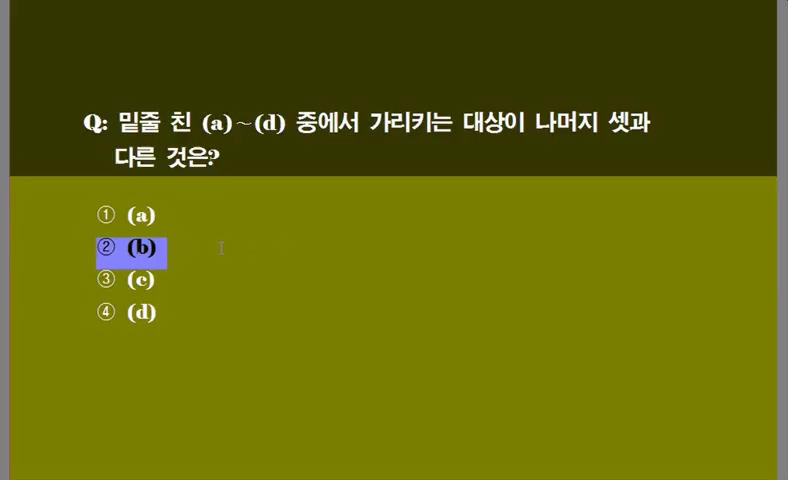 Q: 밑줄 친 (a)~(d) 중에서 가리키는 대상이 나머지 셋과
다른 것은?
① (a)
② (b)
③ (c)
④ (d)